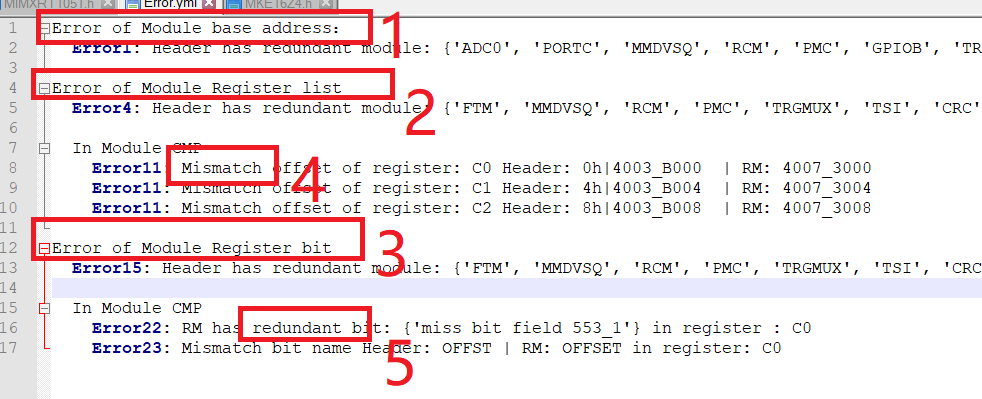 MIMXRT1051.h Error.yml MKE16Z4.h
1 Error of Module base address: 1
2 Error1: Header has redundant module: {'ADC0', 'PORTC', 'MMDVSQ', 'RCM', 'PMC', 'GPIOB', 'TR
3
4 Error of Module Register list
5 Error4: Header has redundant module: {'FTM', 'MMDVSQ', 'RCM', 'PMC', 'TRGMUX', 'TSI', 'CRC' 2
6
7 In Module CMP
8 Error11: Mismatch offset of register: C0 Header: 0h|4003_B000 | RM: 4007_3000 4
9 Error11: Mismatch offset of register: C1 Header: 4h|4003_B004 | RM: 4007_3004
10 Error11: Mismatch offset of register: C2 Header: 8h|4003_B008 | RM: 4007_3008
11
12 Error of Module Register bit 3
13 Error15: Header has redundant module: {'FTM', 'MMDVSQ', 'RCM', 'PMC', 'TRGMUX', 'TSI', 'CRC
14
15 In Module CMP
16 Error22: RM has redundant bit: {'miss bit field 553_1'} in register : C0
17 Error23: Mismatch bit name Header: OFFST | RM: OFFSET in register: C0 5